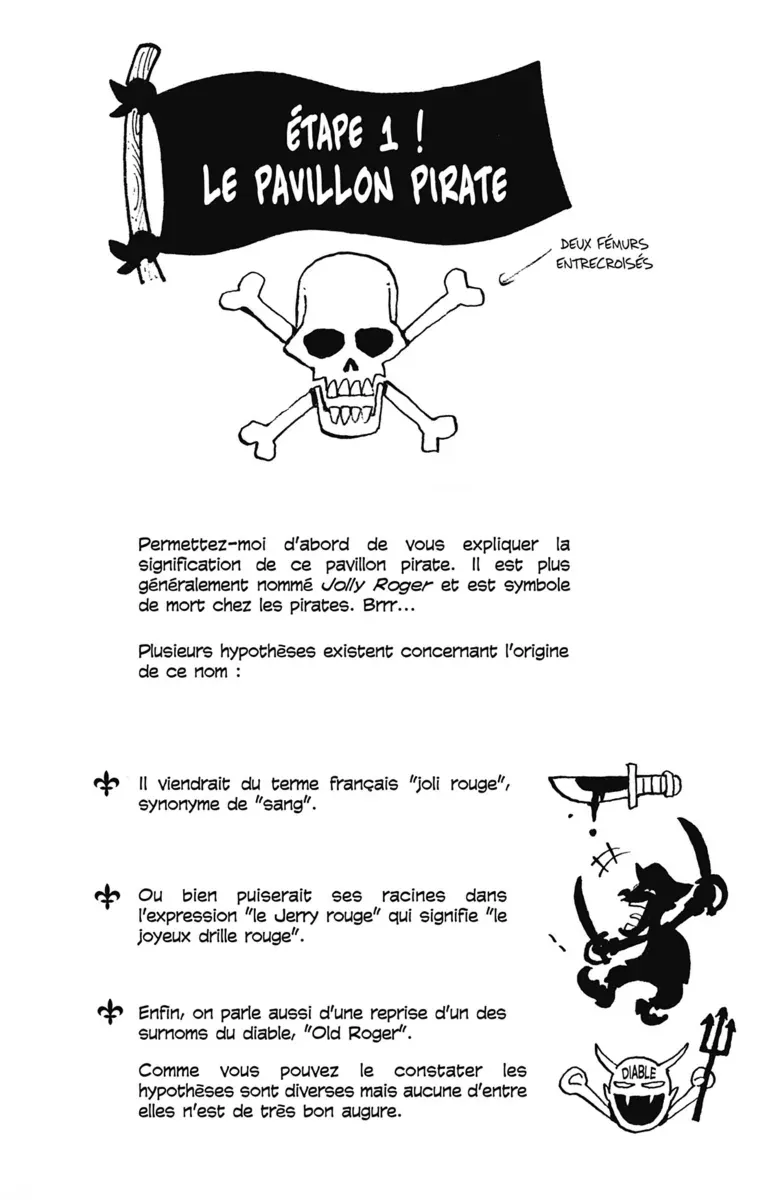 ÉTAPE 1 !
LE PAVILLON PIRATE
DEUX FÉMURS
ENTRECROISÉS
Permettez-moi d'abord de vous expliquer la
signification de ce pavillon pirate. Il est plus
généralement nommé Jolly Roger et est symbole
de mort chez les pirates. Brrr...
Plusieurs hypothèses existent concernant l'origine
de ce nom :
Il viendrait du terme français "joli rouge",
synonyme de "sang".
Ou bien puiserait ses racines dans
l'expression "le Jerry rouge" qui signifie "le
joyeux drille rouge".
Enfin, on parle aussi d'une reprise d'un des
surnoms du diable, "Old Roger".
Comme vous pouvez le constater les
hypothèses sont diverses mais aucune d'entre
elles n'est de très bon augure.
DIABLE